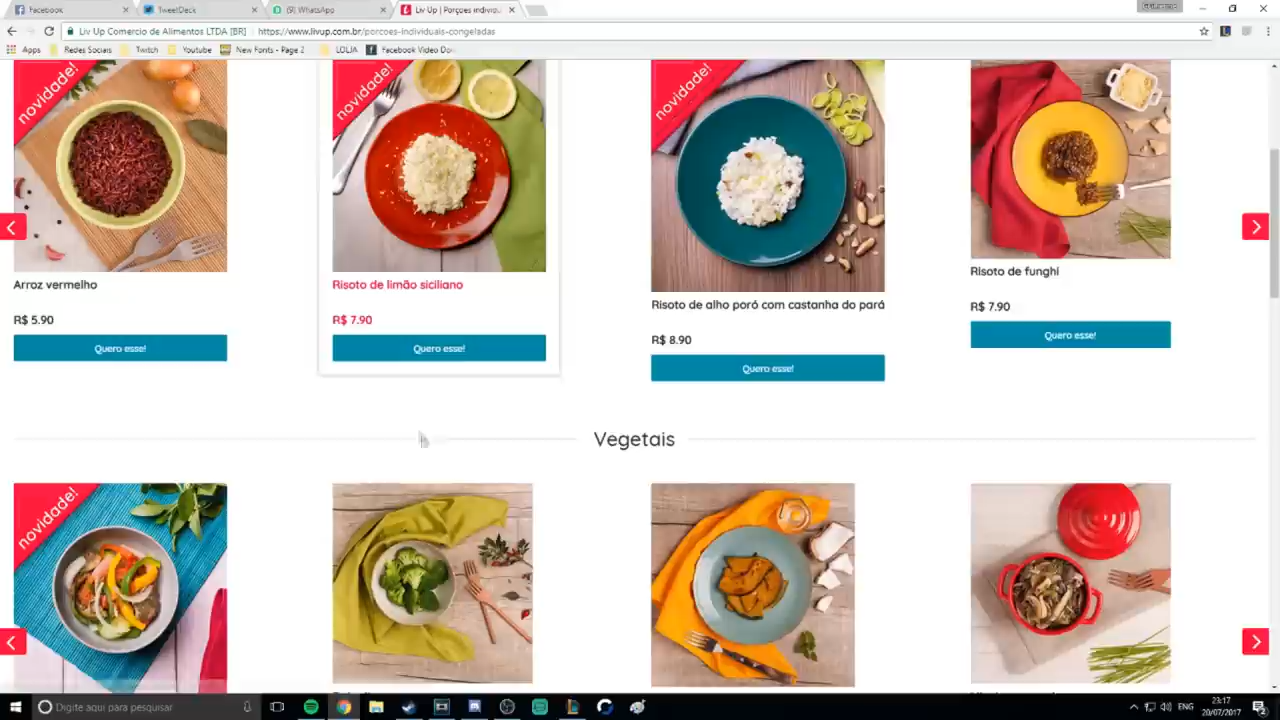 Facebook
TweetDeck
(9) WhatsApp
Liv Up | Porções individu
Liv Up Comercio de Alimentos LTDA [BR]
https://www.livup.com.br/porcoes-individuais-congeladas
Apps
Redes Sociais
Twitch
Youtube
New Fonts - Page 2
LOLJA
Facebook Video Do
novidade!
novidade!
novidade!
Arroz vermelho
Risoto de limão siciliano
Risoto de alho poró com castanha do pará
Risoto de funghi
R$ 5.90
R$ 7.90
R$ 8.90
R$ 7.90
Quero esse!
Quero esse!
Quero esse!
Quero esse!
Vegetais
novidade!
Digite aqui para pesquisar
ENG
23:17
20/07/2017